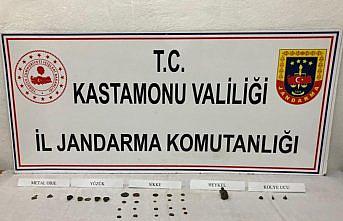 T.C.
KASTAMONU VALİLİĞİ
İL JANDARMA KOMUTANLIĞI
METAL OBJE YÜZÜK SİKKE HEYKEL KOLYE UCU
JANDARMA